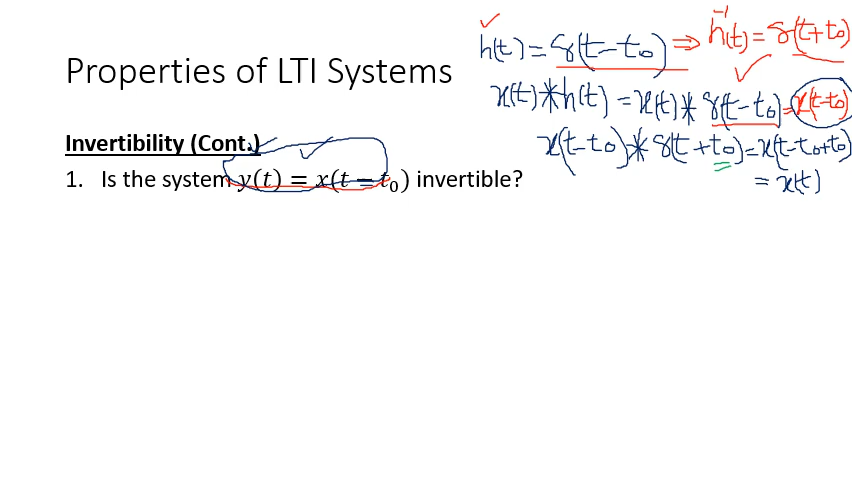 Properties of LTI Systems
Invertibility (Cont.)
1. Is the system y(t) = x(t − t₀) invertible?
h(t) = δ(t − t₀) ⇒ h⁻¹(t) = δ(t + t₀)
x(t) * h(t) = x(t) * δ(t − t₀) = x(t − t₀)
x(t − t₀) * δ(t + t₀) = x(t − t₀ + t₀)
= x(t)